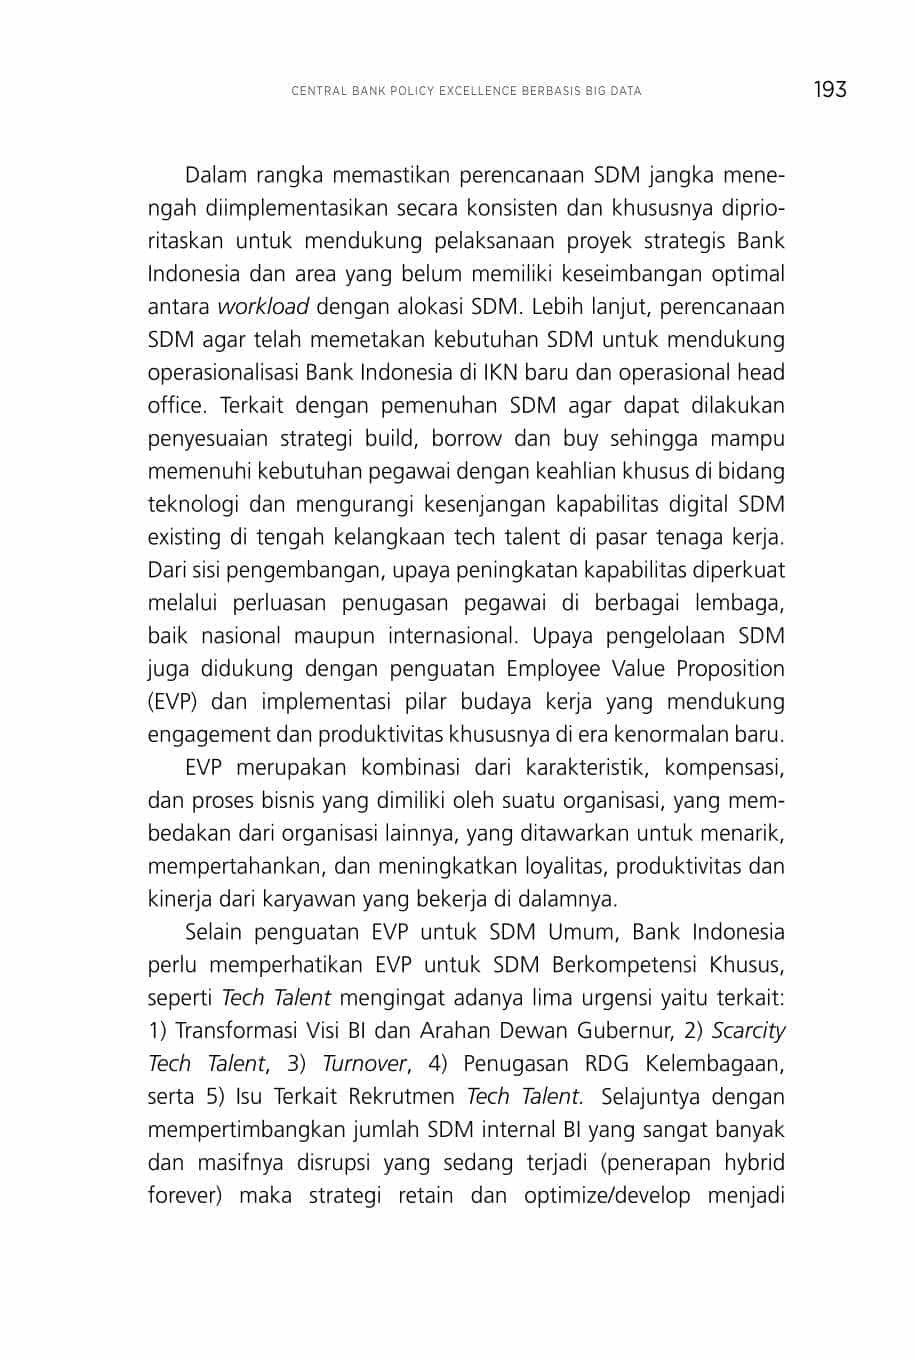 CENTRAL BANK POLICY EXCELLENCE BERBASIS BIG DATA 193
Dalam rangka memastikan perencanaan SDM jangka mene-
ngah diimplementasikan secara konsisten dan khususnya diprio-
ritaskan untuk mendukung pelaksanaan proyek strategis Bank
Indonesia dan area yang belum memiliki keseimbangan optimal
antara workload dengan alokasi SDM. Lebih lanjut, perencanaan
SDM agar telah memetakan kebutuhan SDM untuk mendukung
operasionalisasi Bank Indonesia di IKN baru dan operasional head
office. Terkait dengan pemenuhan SDM agar dapat dilakukan
penyesuaian strategi build, borrow dan buy sehingga mampu
memenuhi kebutuhan pegawai dengan keahlian khusus di bidang
teknologi dan mengurangi kesenjangan kapabilitas digital SDM
existing di tengah kelangkaan tech talent di pasar tenaga kerja.
Dari sisi pengembangan, upaya peningkatan kapabilitas diperkuat
melalui perluasan penugasan pegawai di berbagai lembaga,
baik nasional maupun internasional. Upaya pengelolaan SDM
juga didukung dengan penguatan Employee Value Proposition
(EVP) dan implementasi pilar budaya kerja yang mendukung
engagement dan produktivitas khususnya di era kenormalan baru.
EVP merupakan kombinasi dari karakteristik, kompensasi,
dan proses bisnis yang dimiliki oleh suatu organisasi, yang mem-
bedakan dari organisasi lainnya, yang ditawarkan untuk menarik,
mempertahankan, dan meningkatkan loyalitas, produktivitas dan
kinerja dari karyawan yang bekerja di dalamnya.
Selain penguatan EVP untuk SDM Umum, Bank Indonesia
perlu memperhatikan EVP untuk SDM Berkompetensi Khusus,
seperti Tech Talent mengingat adanya lima urgensi yaitu terkait:
1) Transformasi Visi BI dan Arahan Dewan Gubernur, 2) Scarcity
Tech Talent, 3) Turnover, 4) Penugasan RDG Kelembagaan,
serta 5) Isu Terkait Rekrutmen Tech Talent. Selajuntya dengan
mempertimbangkan jumlah SDM internal BI yang sangat banyak
dan masifnya disrupsi yang sedang terjadi (penerapan hybrid
forever) maka strategi retain dan optimize/develop menjadi